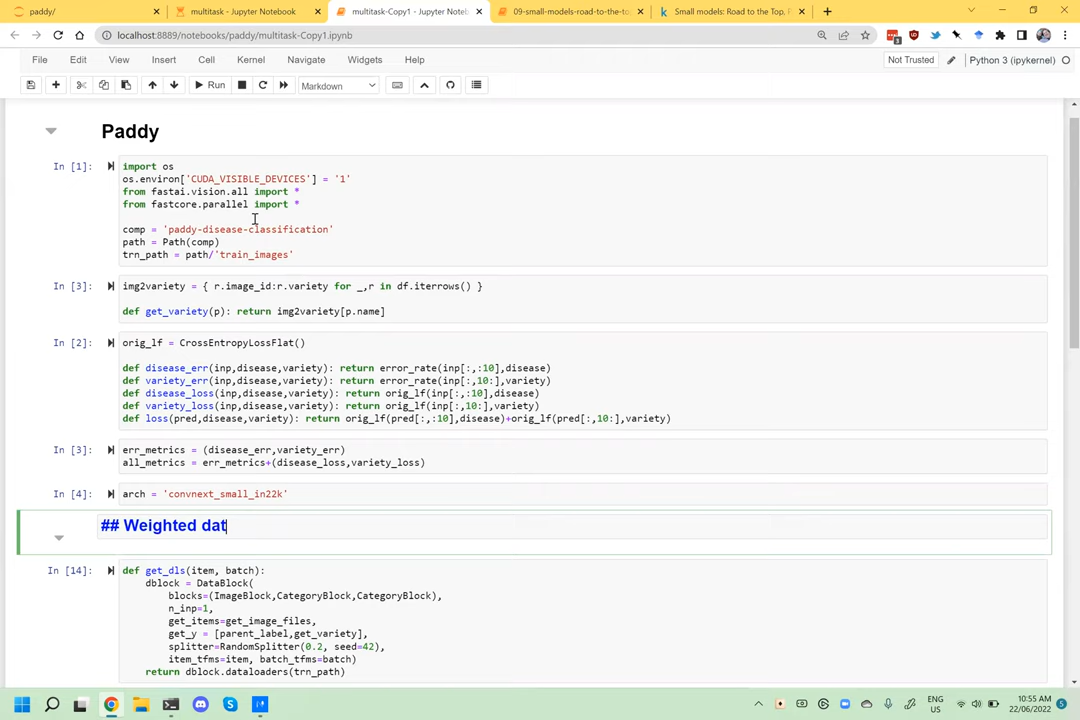 paddy/
multitask - Jupyter Notebook
multitask-Copy1 - Jupyter Noteb
09-small-models-road-to-the-to
Small models: Road to the Top, P
localhost:8889/notebooks/paddy/multitask-Copy1.ipynb
File Edit View Insert Cell Kernel Navigate Widgets Help
Not Trusted
Python 3 (ipykernel)
Run
Markdown
Paddy
In [1]:
import os
os.environ['CUDA_VISIBLE_DEVICES'] = '1'
from fastai.vision.all import *
from fastcore.parallel import *
comp = 'paddy-disease-classification'
path = Path(comp)
trn_path = path/'train_images'
In [3]:
img2variety = { r.image_id:r.variety for _,r in df.iterrows() }
def get_variety(p): return img2variety[p.name]
In [2]:
orig_lf = CrossEntropyLossFlat()
def disease_err(inp,disease,variety): return error_rate(inp[:,:10],disease)
def variety_err(inp,disease,variety): return error_rate(inp[:,10:],variety)
def disease_loss(inp,disease,variety): return orig_lf(inp[:,:10],disease)
def variety_loss(inp,disease,variety): return orig_lf(inp[:,10:],variety)
def loss(pred,disease,variety): return orig_lf(pred[:,:10],disease)+orig_lf(pred[:,10:],variety)
In [3]:
err_metrics = (disease_err,variety_err)
all_metrics = err_metrics+(disease_loss,variety_loss)
In [4]:
arch = 'convnext_small_in22k'
## Weighted dat
In [14]:
def get_dls(item, batch):
dblock = DataBlock(
blocks=(ImageBlock,CategoryBlock,CategoryBlock),
n_inp=1,
get_items=get_image_files,
get_y = [parent_label,get_variety],
splitter=RandomSplitter(0.2, seed=42),
item_tfms=item, batch_tfms=batch)
return dblock.dataloaders(trn_path)
ENG
US
10:55 AM
22/06/2022